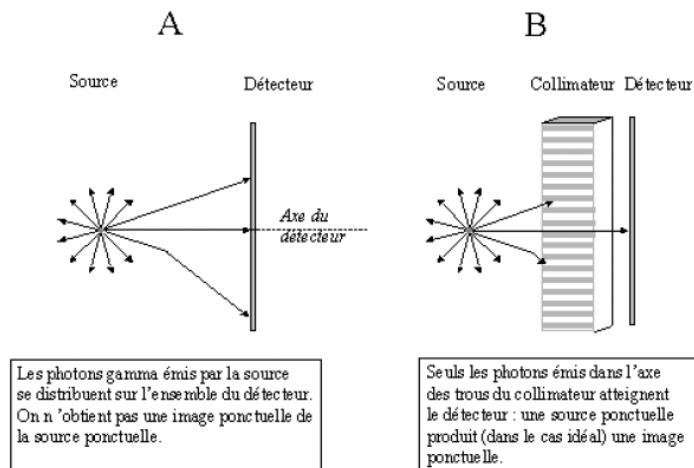 A
Source
Détecteur
Axe du
détecteur
Les photons gamma émis par la source
se distribuent sur l'ensemble du détecteur.
On n 'obtient pas une image ponctuelle de
la source ponctuelle.
B
Source
Collimateur
Détecteur
Seuls les photons émis dans l'axe
des trous du collimateur atteignent
le détecteur : une source ponctuelle
produit (dans le cas idéal) une image
ponctuelle.